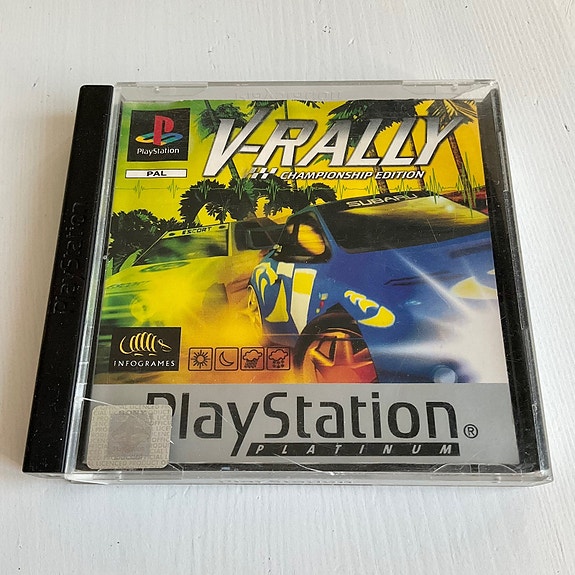 PlayStation
PAL
V-RALLY
CHAMPIONSHIP EDITION
SUBARU
ESCORT
INFOGRAMES
PlayStation®
PLATINUM
PlayStation